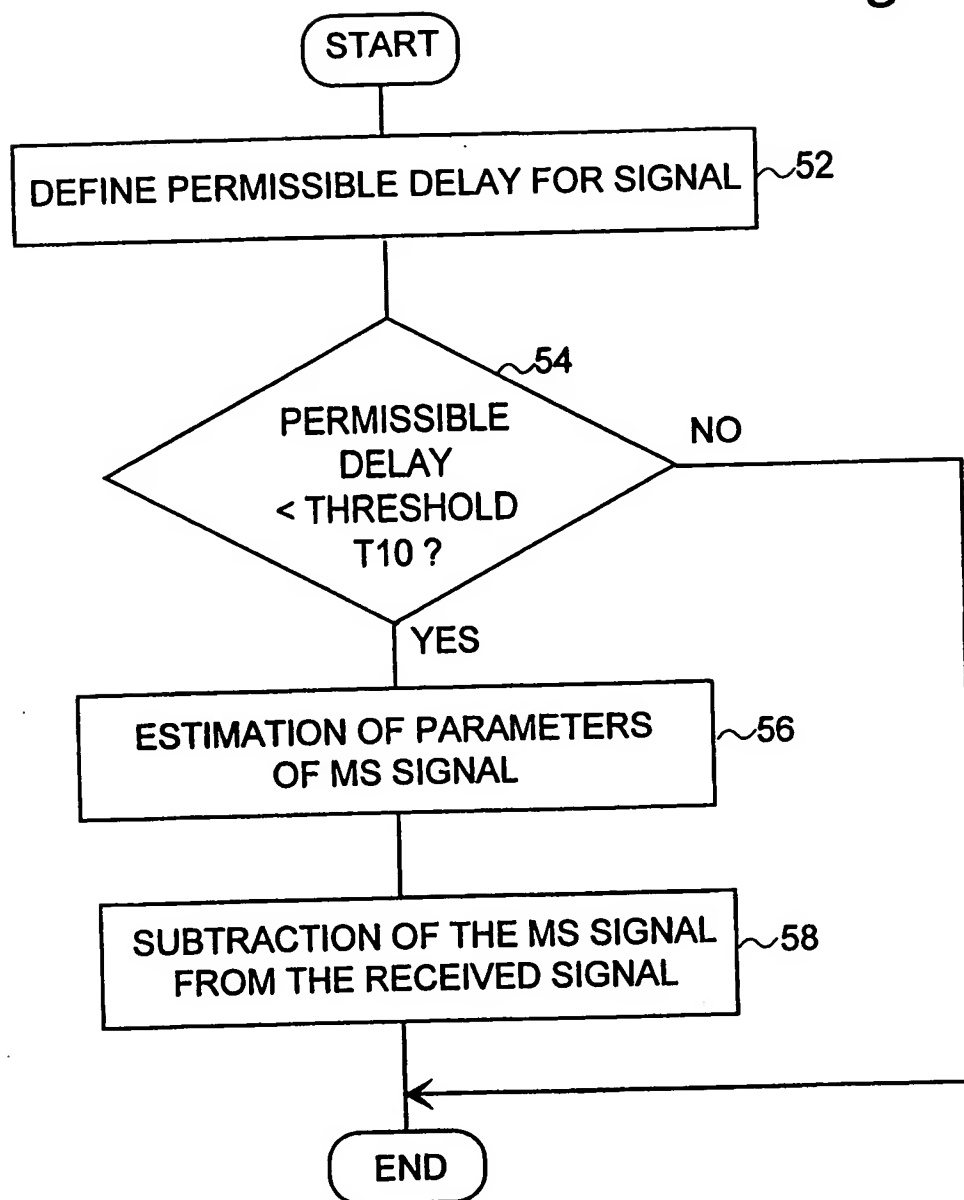 START
DEFINE PERMISSIBLE DELAY FOR SIGNAL
52
54
PERMISSIBLE
DELAY
< THRESHOLD
T10 ?
NO
YES
ESTIMATION OF PARAMETERS
OF MS SIGNAL
56
SUBTRACTION OF THE MS SIGNAL
FROM THE RECEIVED SIGNAL
58
END